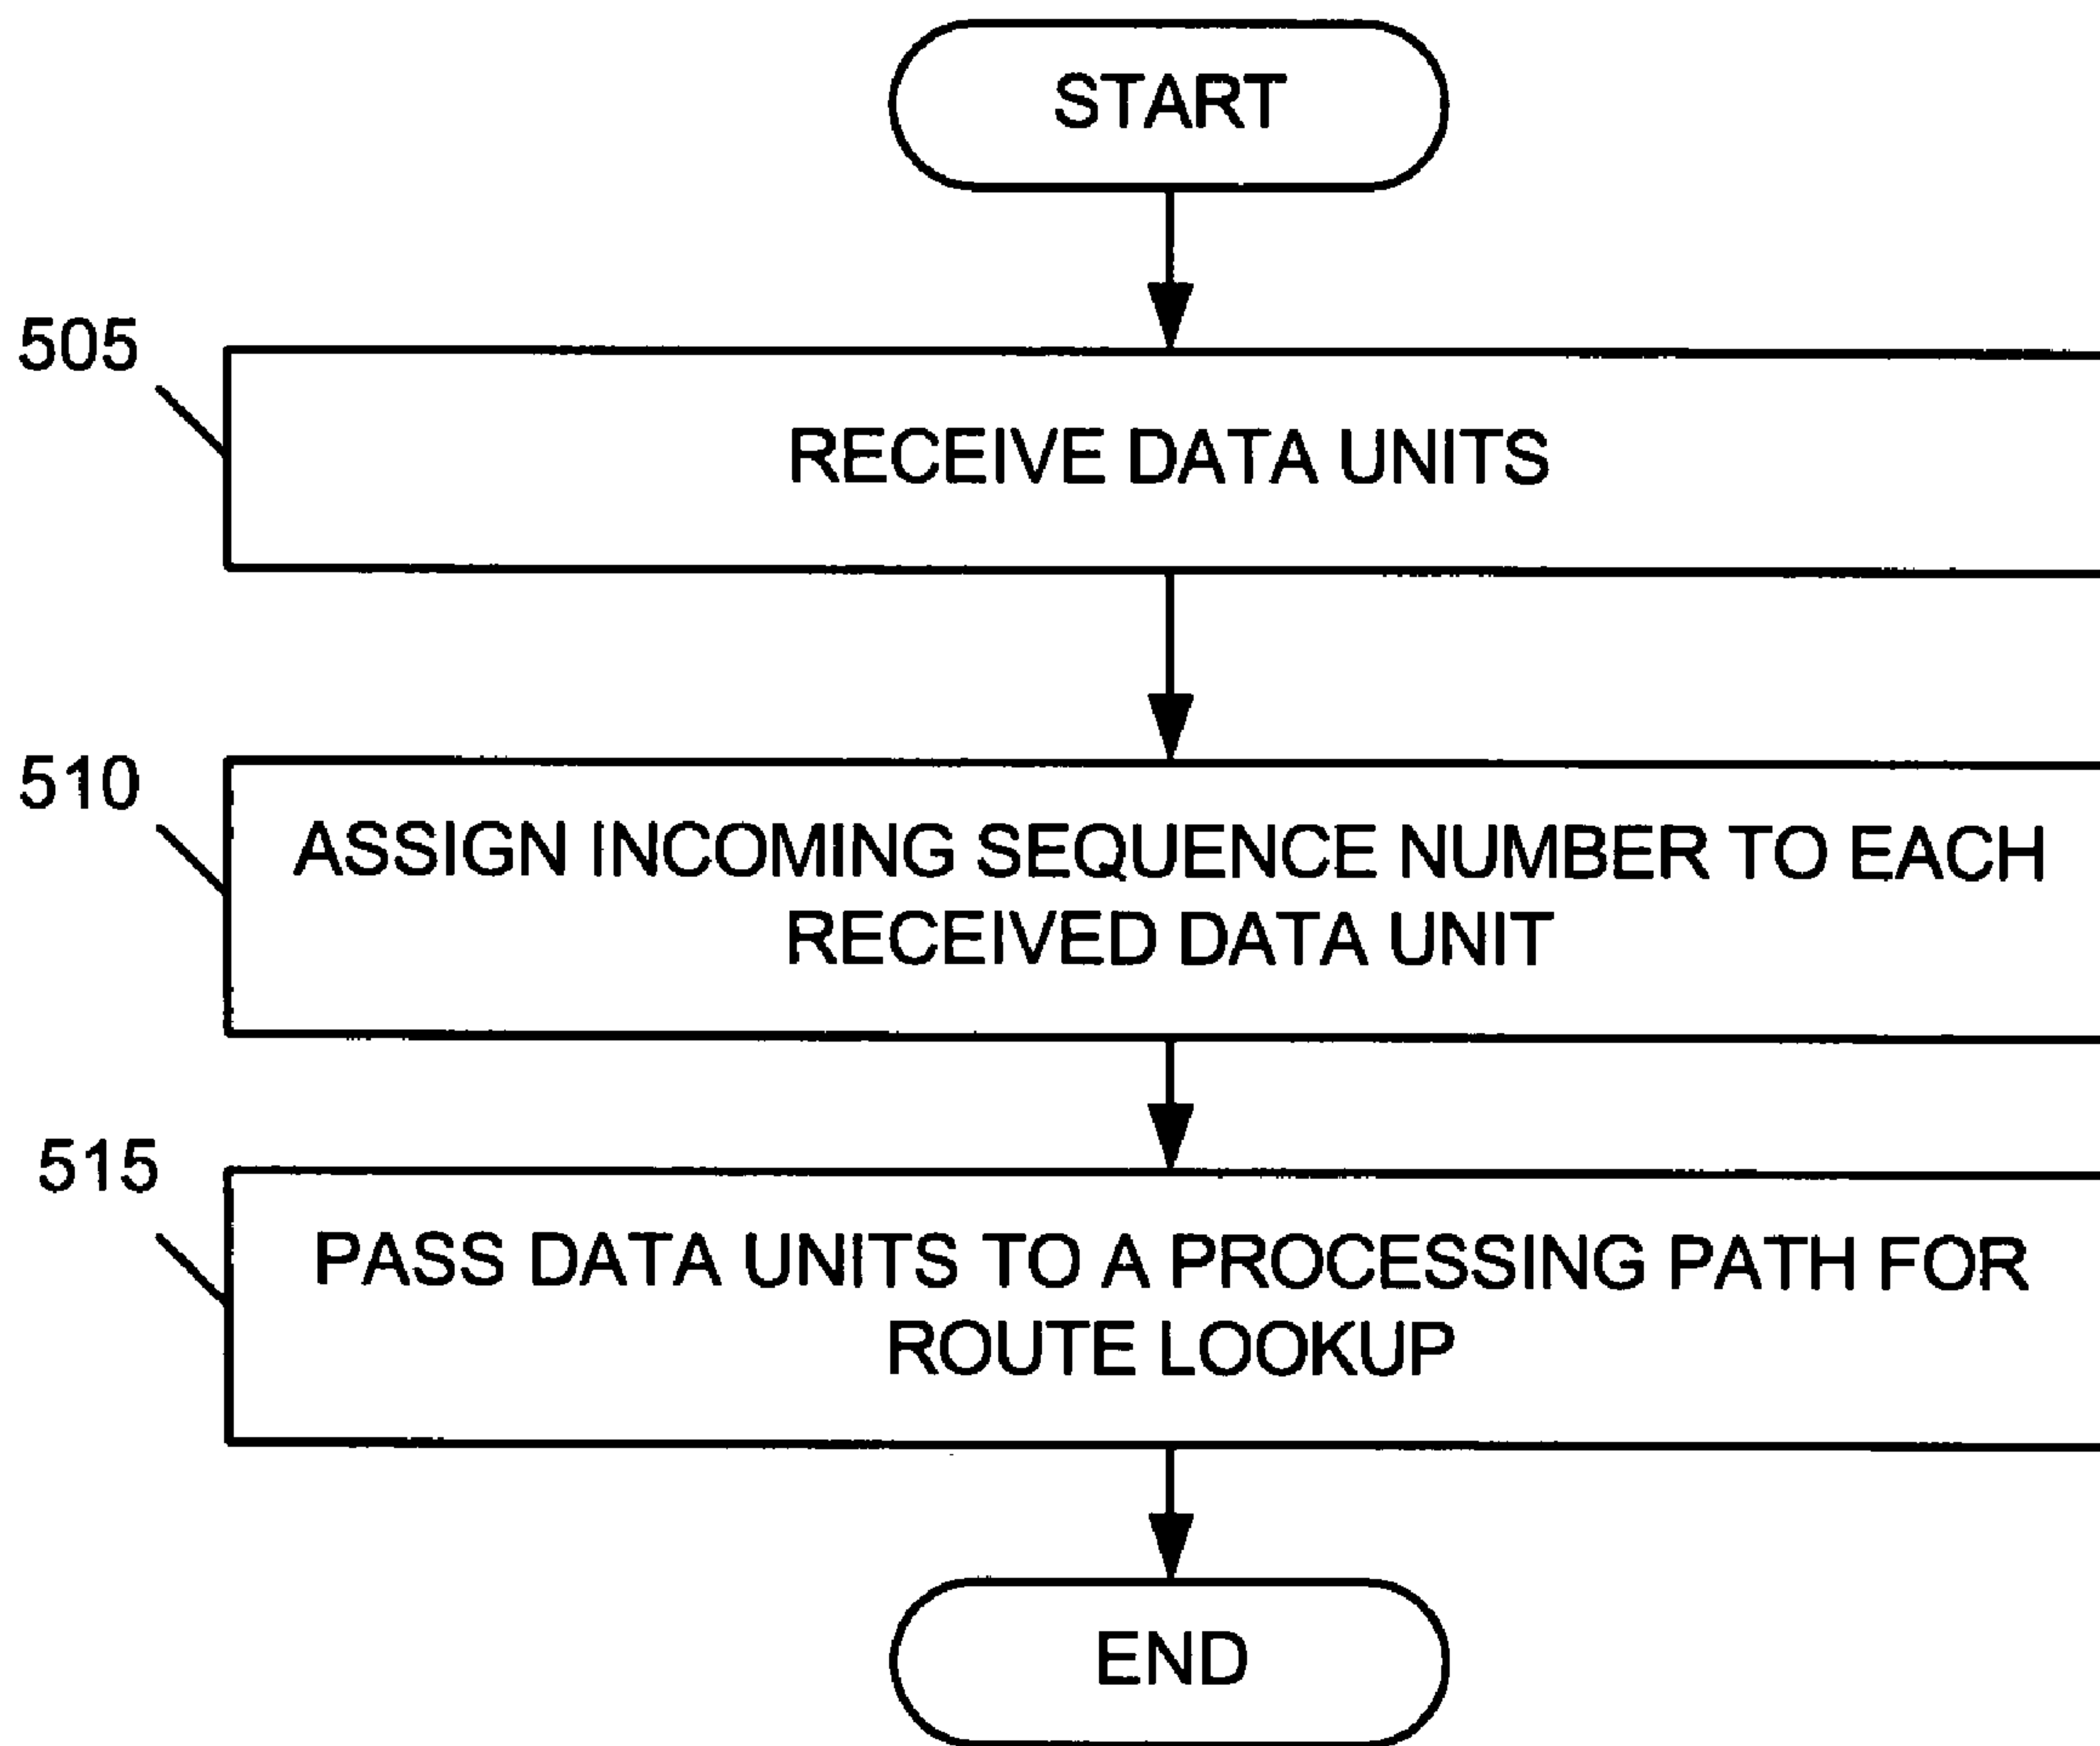 START
505
RECEIVE DATA UNITS
510
ASSIGN INCOMING SEQUENCE NUMBER TO EACH
RECEIVED DATA UNIT
515
PASS DATA UNITS TO A PROCESSING PATH FOR
ROUTE LOOKUP
END